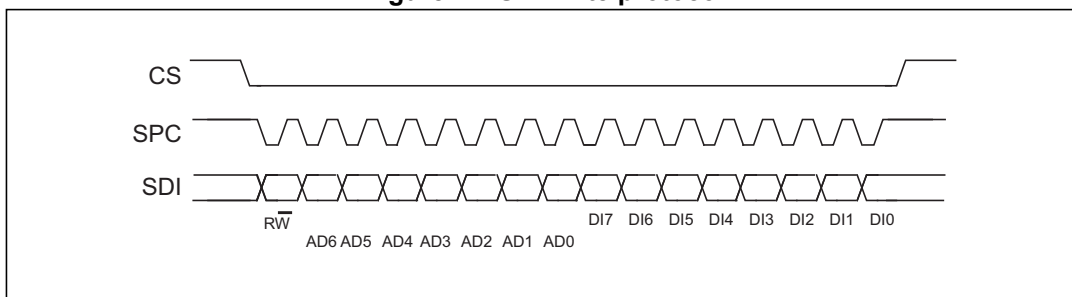 CS
SPC
SDI
RW
DI7 DI6 DI5 DI4 DI3 DI2 DI1 DI0
AD6 AD5 AD4 AD3 AD2 AD1 AD0